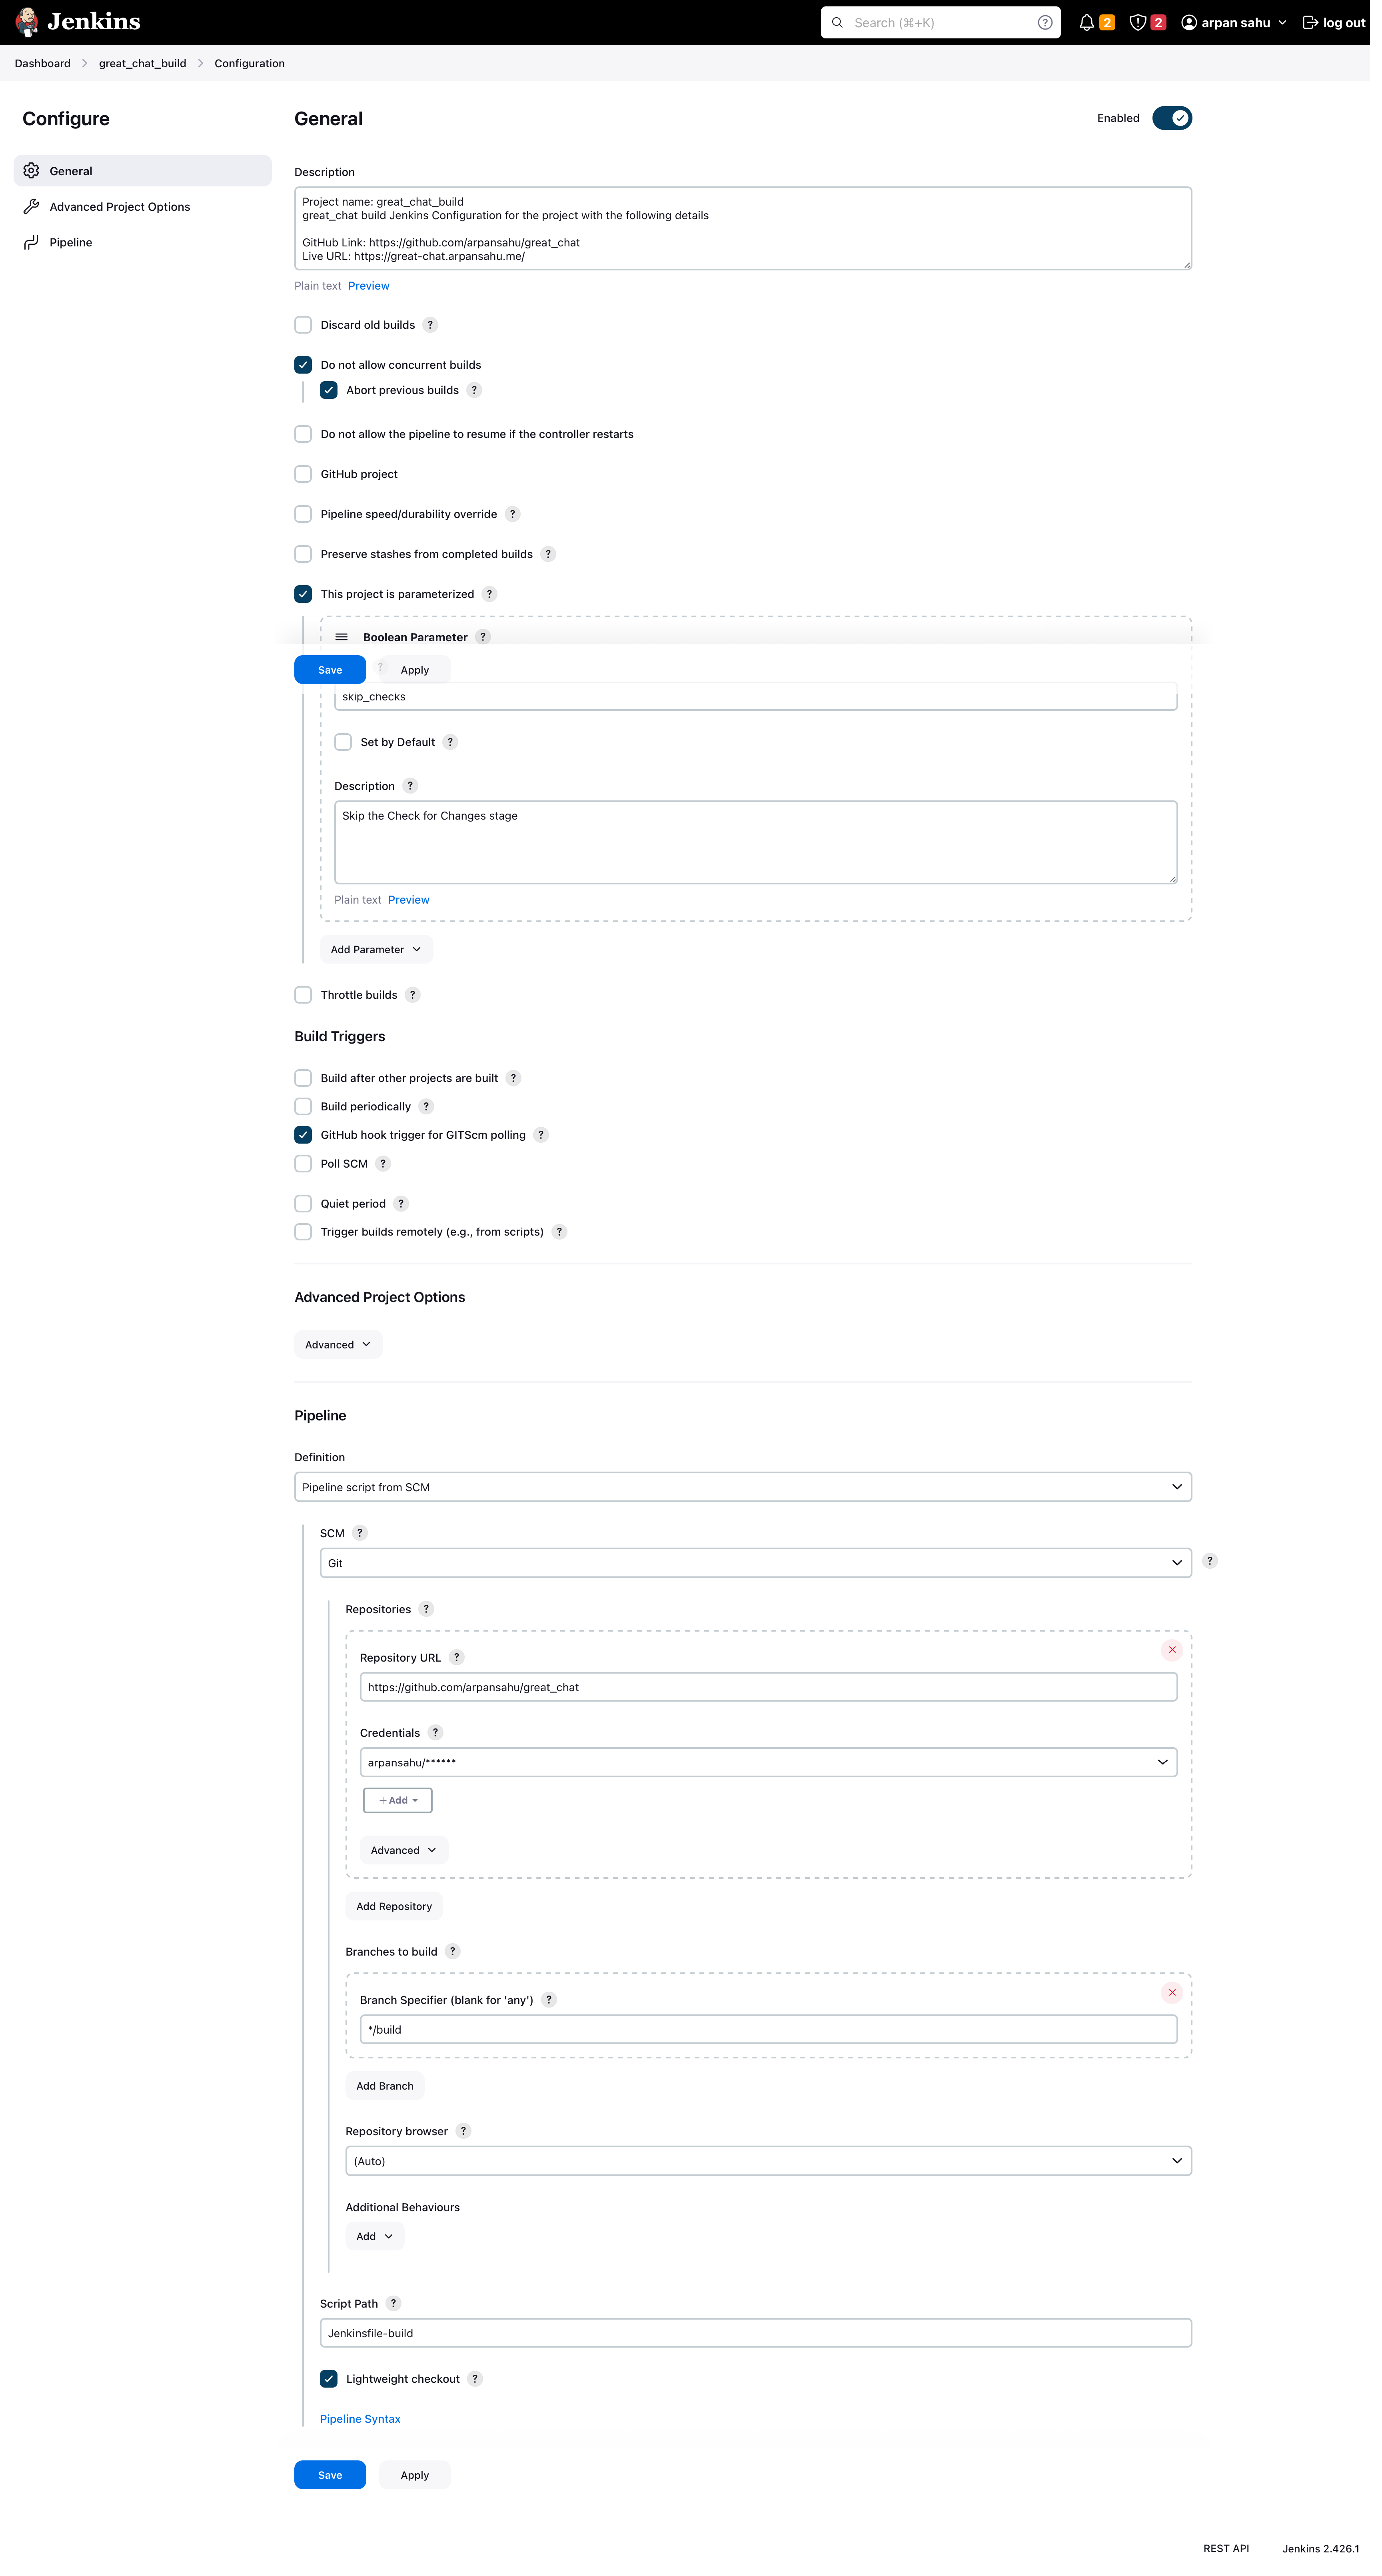 Jenkins
Search (⌘+K)
?
2
2
arpan sahu
log out
Dashboard
great_chat_build
Configuration
Configure
General
Advanced Project Options
Pipeline
General
Enabled
Description
Project name: great_chat_build
great_chat build Jenkins Configuration for the project with the following details
GitHub Link: https://github.com/arpansahu/great_chat
Live URL: https://great-chat.arpansahu.me/
Plain text Preview
Discard old builds ?
Do not allow concurrent builds
Abort previous builds ?
Do not allow the pipeline to resume if the controller restarts
GitHub project
Pipeline speed/durability override ?
Preserve stashes from completed builds ?
This project is parameterized ?
Boolean Parameter ?
Save
?
Apply
skip_checks
Set by Default ?
Description ?
Skip the Check for Changes stage
Plain text Preview
Add Parameter
Throttle builds ?
Build Triggers
Build after other projects are built ?
Build periodically ?
GitHub hook trigger for GITScm polling ?
Poll SCM ?
Quiet period ?
Trigger builds remotely (e.g., from scripts) ?
Advanced Project Options
Advanced
Pipeline
Definition
Pipeline script from SCM
SCM ?
Git
?
Repositories ?
Repository URL ?
https://github.com/arpansahu/great_chat
Credentials ?
arpansahu/******
+ Add
Advanced
Add Repository
Branches to build ?
Branch Specifier (blank for 'any') ?
*/build
Add Branch
Repository browser ?
(Auto)
Additional Behaviours
Add
Script Path ?
Jenkinsfile-build
Lightweight checkout ?
Pipeline Syntax
Save
Apply
REST API
Jenkins 2.426.1